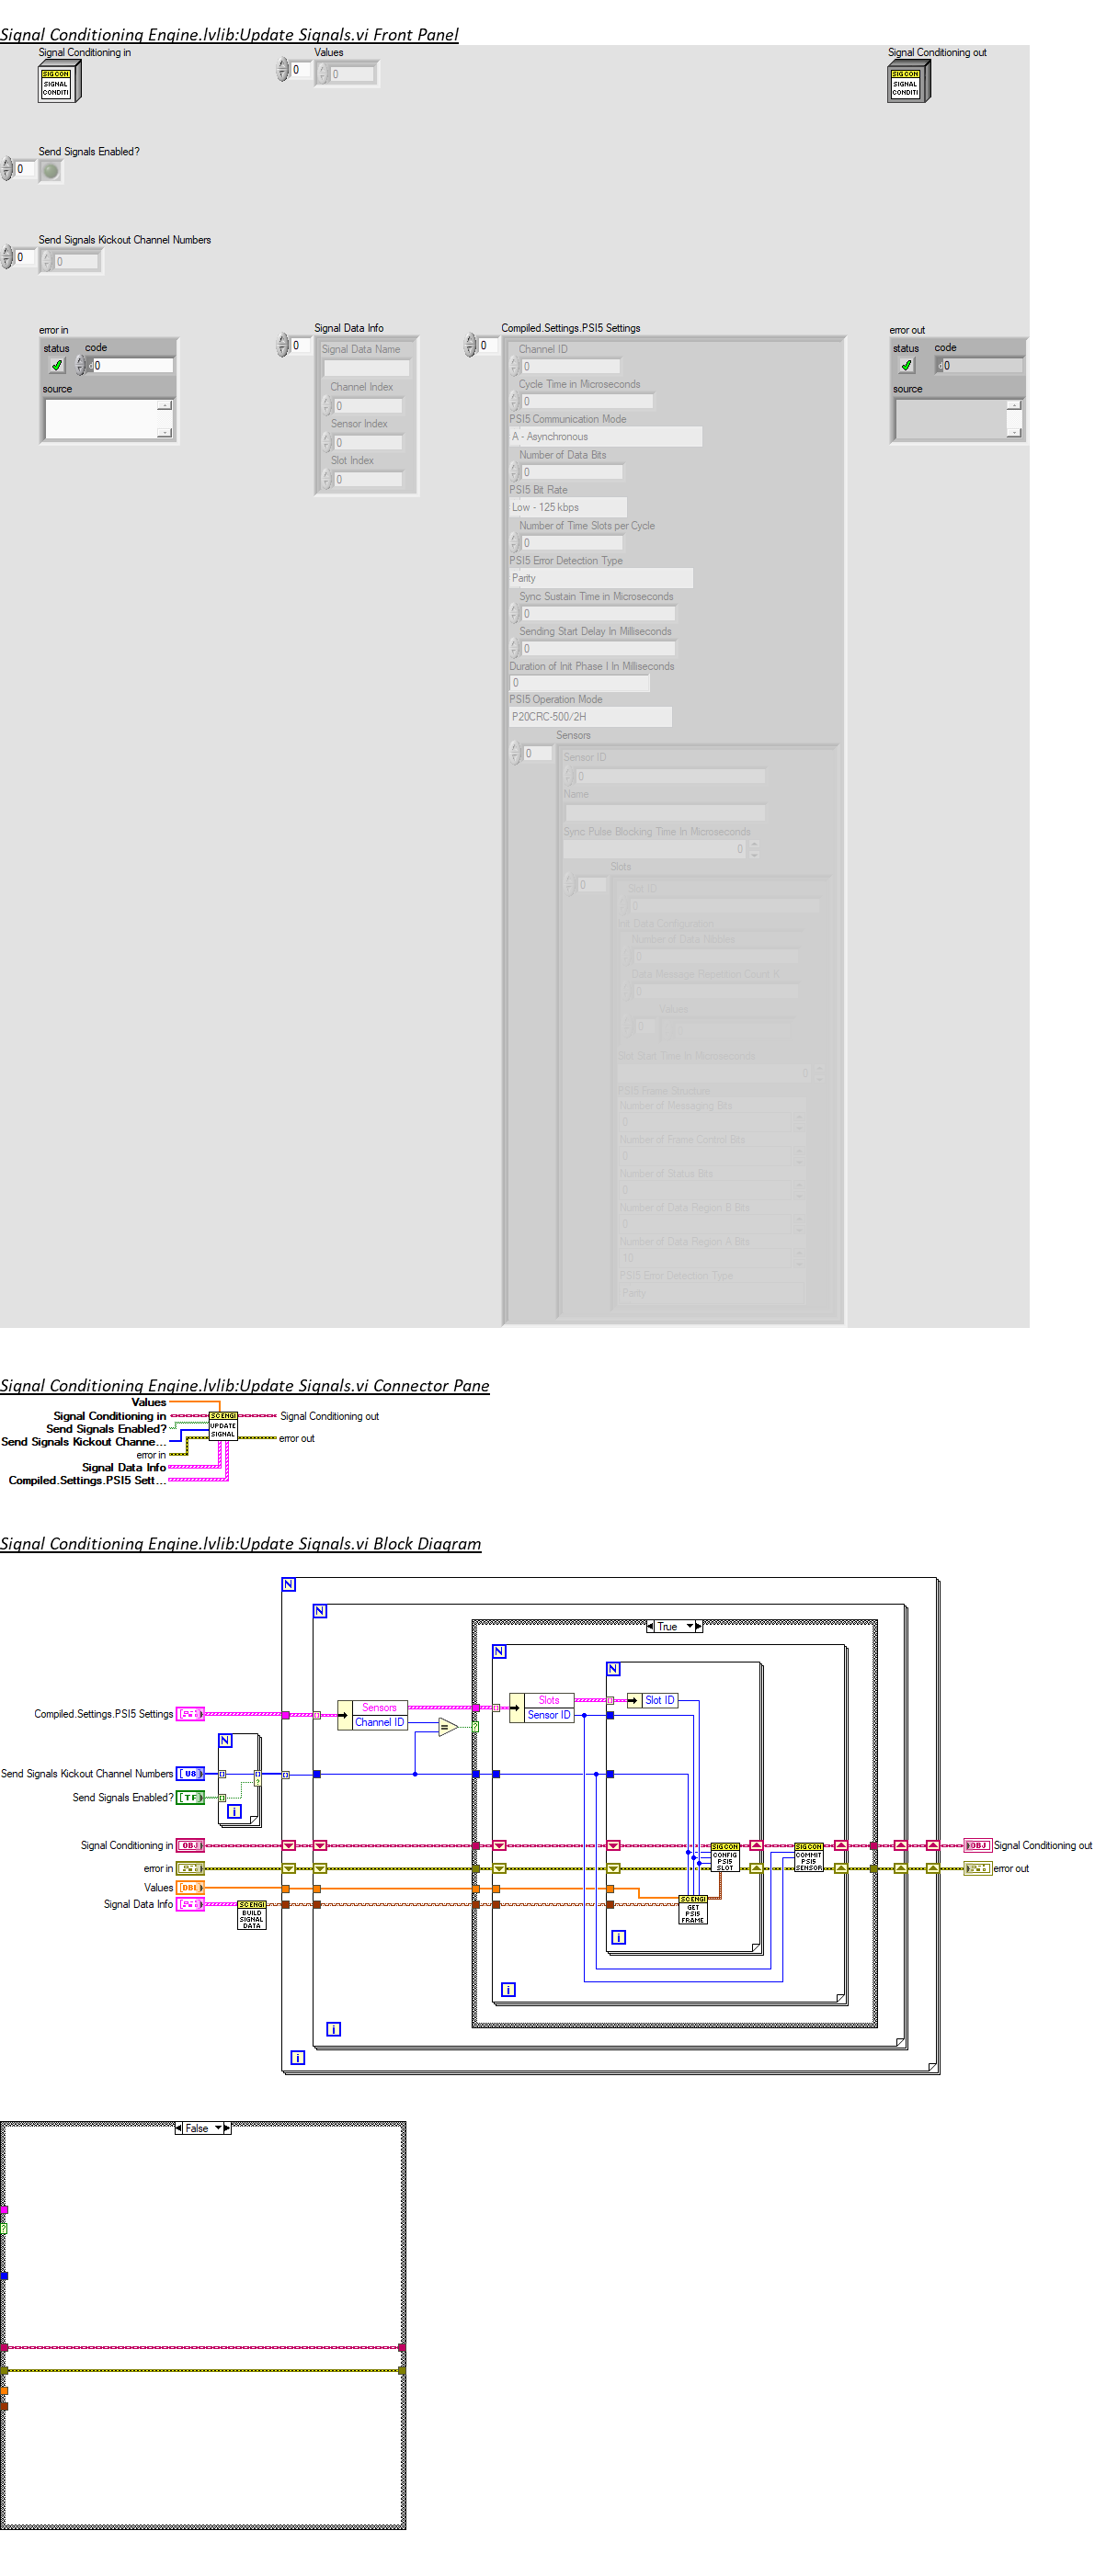 Signal Conditioning Engine.lvlib:Update Signals.vi Front Panel
Signal Conditioning in
Values
Signal Conditioning out
SIG CON
SIGNAL
CONDITI
0
0
SIG CON
SIGNAL
CONDITI
Send Signals Enabled?
0
Send Signals Kickout Channel Numbers
0
0
error in
status
code
0
source
Signal Data Info
0
Signal Data Name
Channel Index
0
Sensor Index
0
Slot Index
0
Compiled.Settings.PSI5 Settings
0
Channel ID
0
Cycle Time in Microseconds
0
PSI5 Communication Mode
A - Asynchronous
Number of Data Bits
0
PSI5 Bit Rate
Low - 125 kbps
Number of Time Slots per Cycle
0
PSI5 Error Detection Type
Parity
Sync Sustain Time in Microseconds
0
Sending Start Delay In Milliseconds
0
Duration of Init Phase I In Milliseconds
0
PSI5 Operation Mode
P20CRC-500/2H
Sensors
0
Sensor ID
0
Name
Sync Pulse Blocking Time In Microseconds
0
Slots
0
Slot ID
0
Init Data Configuration
Number of Data Nibbles
0
Data Message Repetition Count K
0
Values
0
Slot Start Time In Microseconds
0
PSI5 Frame Structure
Number of Messaging Bits
0
Number of Frame Control Bits
0
Number of Status Bits
0
Number of Data Region B Bits
0
Number of Data Region A Bits
10
PSI5 Error Detection Type
Parity
error out
status
code
0
source
Signal Conditioning Engine.lvlib:Update Signals.vi Connector Pane
Values
Signal Conditioning in
Send Signals Enabled?
Send Signals Kickout Channe...
error in
Signal Data Info
Compiled.Settings.PSI5 Sett...
SC ENGI
UPDATE
SIGNAL
Signal Conditioning out
error out
Signal Conditioning Engine.lvlib:Update Signals.vi Block Diagram
N
N
True
N
N
Compiled.Settings.PSI5 Settings
Sensors
Channel ID
Slots
Sensor ID
Slot ID
N
Send Signals Kickout Channel Numbers
U8
Send Signals Enabled?
TF
i
Signal Conditioning in
OBJ
SIG CON
CONFIG
PSI5
SLOT
SIG CON
COMMIT
PSI5
SENSOR
OBJ
Signal Conditioning out
error in
error out
Values
DBL
Signal Data Info
SC ENGI
BUILD
SIGNAL
DATA
SC ENGI
GET
PSI5
FRAME
i
i
i
i
False